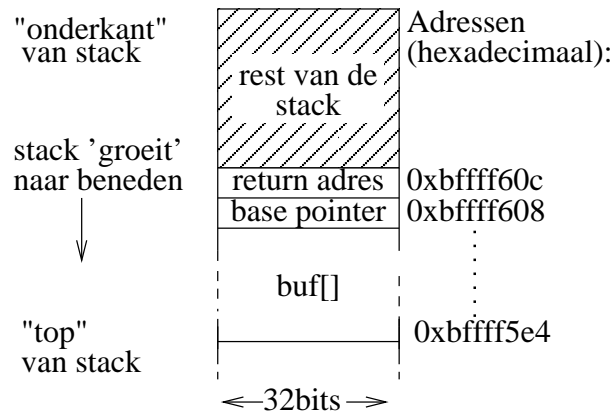 "onderkant"
van stack
Adressen
(hexadecimaal):
rest van de
stack
stack 'groeit'
naar beneden
return adres 0xbffff60c
base pointer 0xbffff608
buf[]
"top"
van stack
0xbffff5e4
32bits